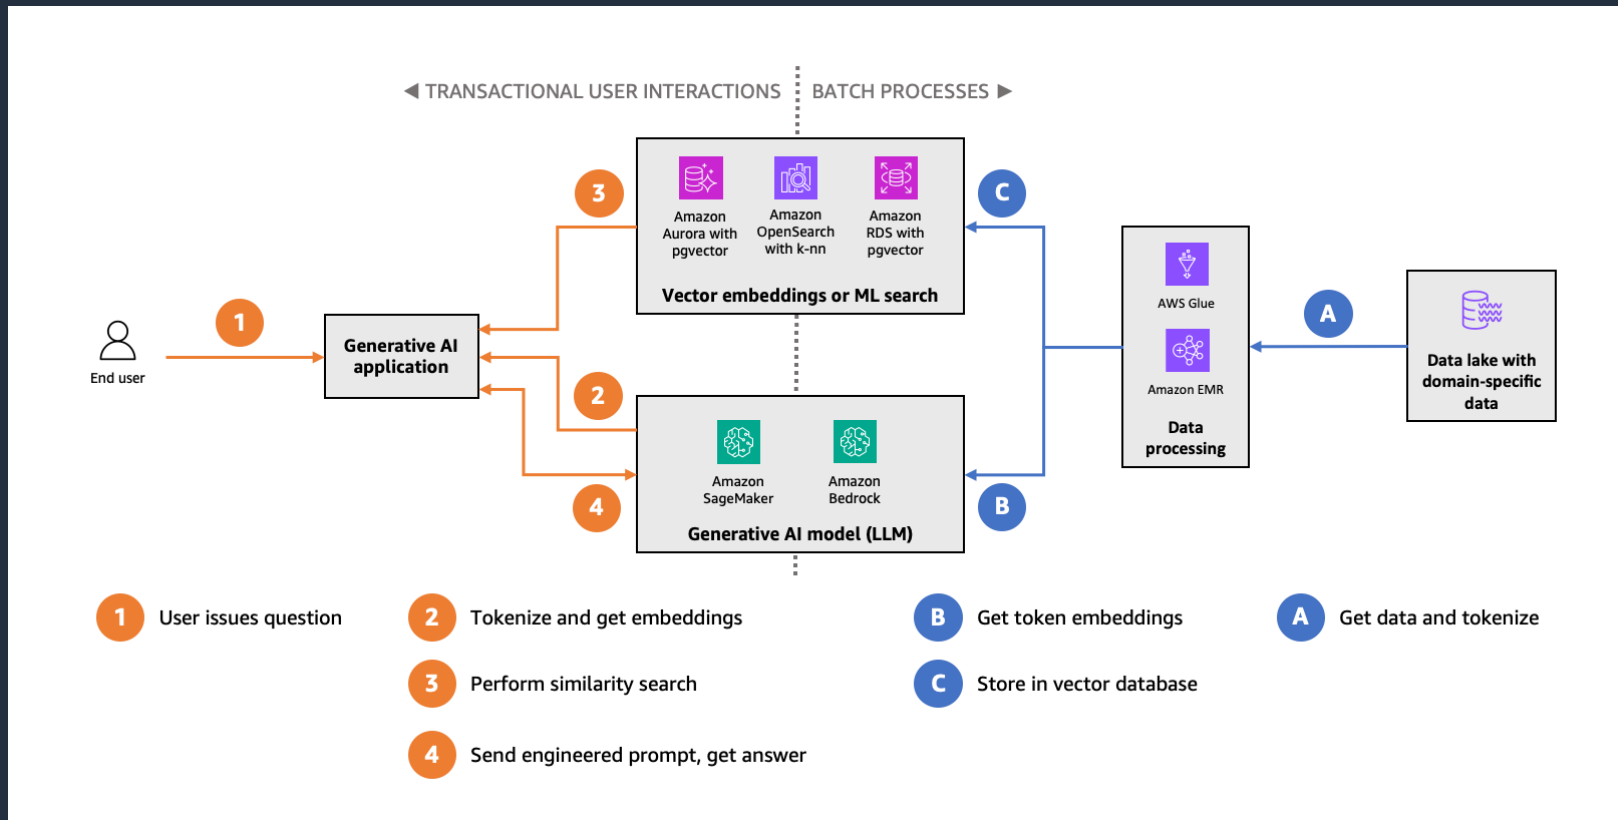 ◄ TRANSACTIONAL USER INTERACTIONS
BATCH PROCESSES ►
3
Amazon
Aurora with
pgvector
Amazon
OpenSearch
with k-nn
Amazon
RDS with
pgvector
Vector embeddings or ML search
C
1
End user
Generative AI
application
2
4
Amazon
SageMaker
Amazon
Bedrock
Generative AI model (LLM)
B
AWS Glue
Amazon EMR
Data
processing
A
Data lake with
domain-specific
data
1 User issues question
2 Tokenize and get embeddings
3 Perform similarity search
4 Send engineered prompt, get answer
B Get token embeddings
C Store in vector database
A Get data and tokenize